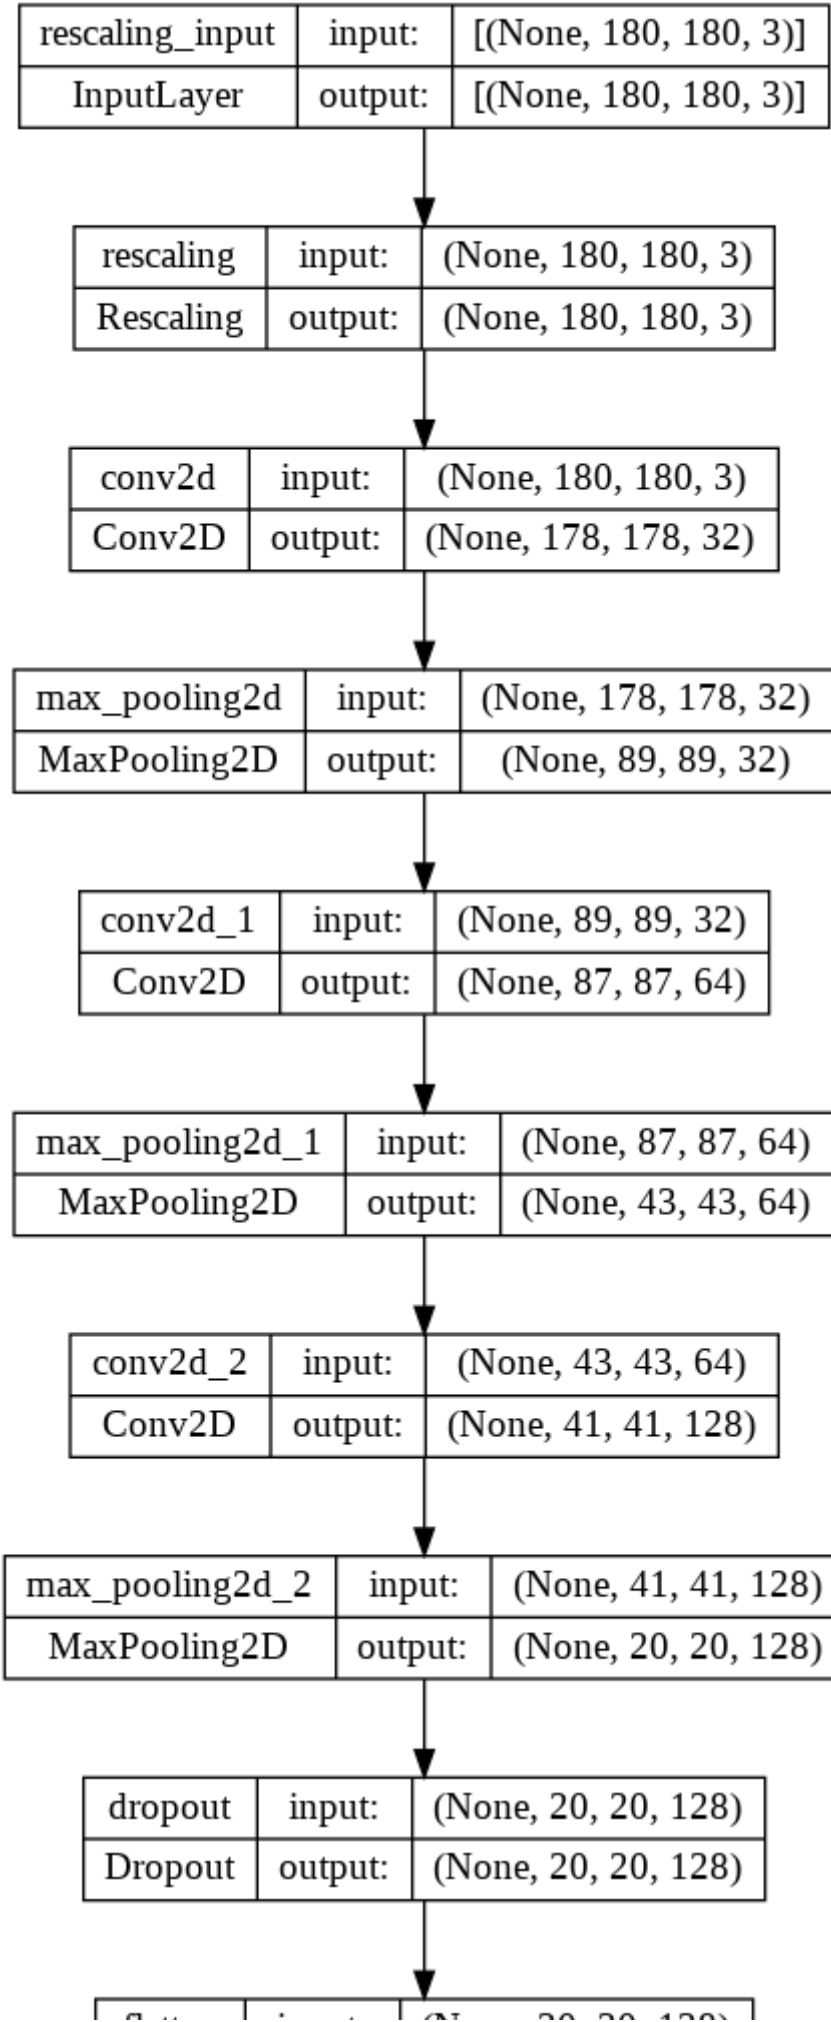 rescaling_input input: [(None, 180, 180, 3)]
InputLayer output: [(None, 180, 180, 3)]
rescaling input: (None, 180, 180, 3)
Rescaling output: (None, 180, 180, 3)
conv2d input: (None, 180, 180, 3)
Conv2D output: (None, 178, 178, 32)
max_pooling2d input: (None, 178, 178, 32)
MaxPooling2D output: (None, 89, 89, 32)
conv2d_1 input: (None, 89, 89, 32)
Conv2D output: (None, 87, 87, 64)
max_pooling2d_1 input: (None, 87, 87, 64)
MaxPooling2D output: (None, 43, 43, 64)
conv2d_2 input: (None, 43, 43, 64)
Conv2D output: (None, 41, 41, 128)
max_pooling2d_2 input: (None, 41, 41, 128)
MaxPooling2D output: (None, 20, 20, 128)
dropout input: (None, 20, 20, 128)
Dropout output: (None, 20, 20, 128)